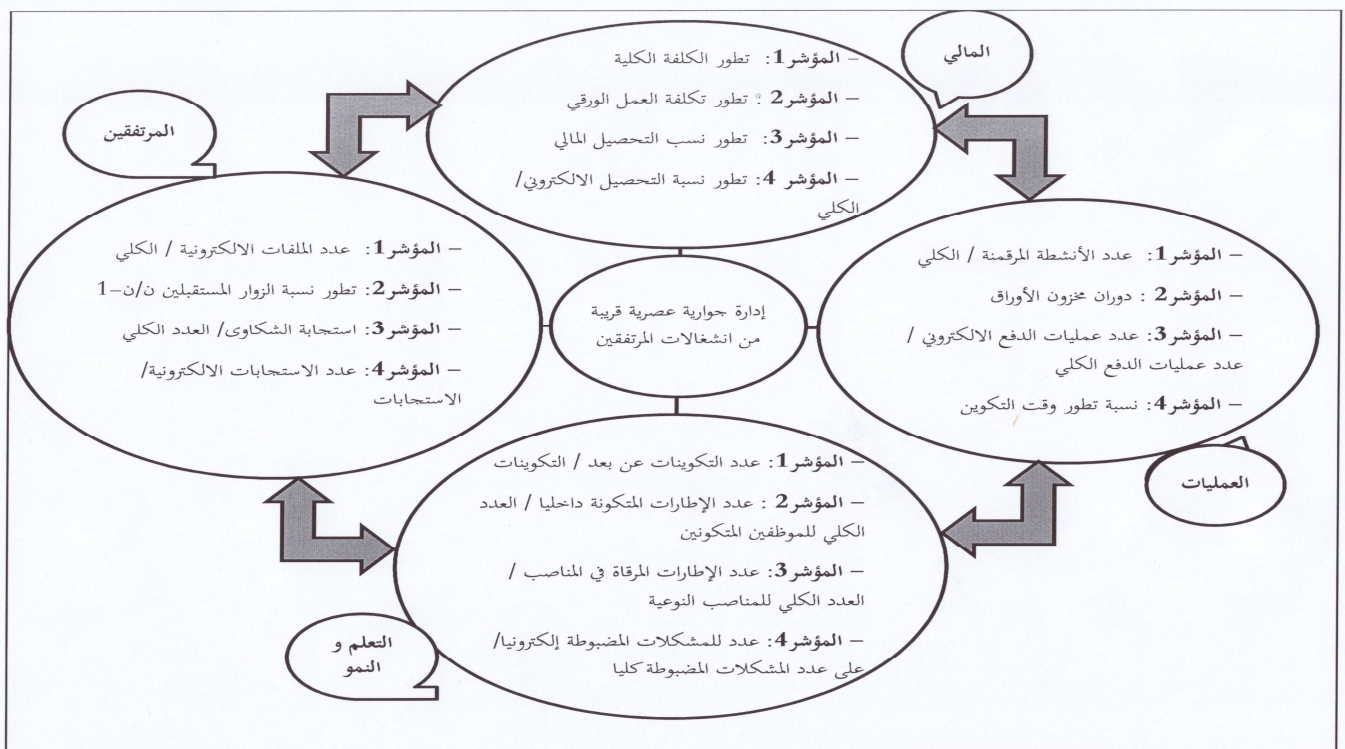 المالي
– المؤشر1: تطور الكلفة الكلية
– المؤشر2 : تطور تكلفة العمل الورقي
– المؤشر3: تطور نسب التحصيل المالي
– المؤشر 4: تطور نسبة التحصيل الالكتروني/
الكلي
المرتفقين
– المؤشر1: عدد الملفات الالكترونية / الكلي
– المؤشر2: تطور نسبة الزوار المستقبلين ن/ن–1
– المؤشر3: استجابة الشكاوى/ العدد الكلي
– المؤشر4: عدد الاستجابات الالكترونية/
الاستجابات
إدارة جوارية عصرية قريبة
من انشغالات المرتفقين
– المؤشر1: عدد الأنشطة المرقمنة / الكلي
– المؤشر2 : دوران مخزون الأوراق
– المؤشر3: عدد عمليات الدفع الالكتروني /
عدد عمليات الدفع الكلي
– المؤشر4: نسبة تطور وقت التكوين
العمليات
– المؤشر1: عدد التكوينات عن بعد / التكوينات
– المؤشر2 : عدد الإطارات المتكونة داخليا / العدد
الكلي للموظفين المتكونين
– المؤشر3: عدد الإطارات المرقاة في المناصب /
العدد الكلي للمناصب النوعية
– المؤشر4: عدد للمشكلات المضبوطة إلكترونيا/
على عدد المشكلات المضبوطة كليا
التعلم و
النمو